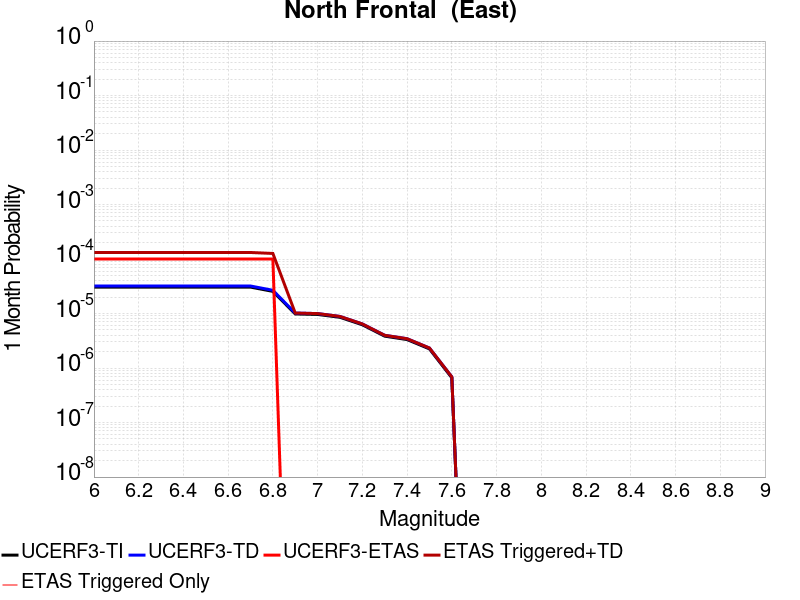 North Frontal  (East)
1 Month Probability
10^0
10^-1
10^-2
10^-3
10^-4
10^-5
10^-6
10^-7
10^-8
6 6.2 6.4 6.6 6.8 7 7.2 7.4 7.6 7.8 8 8.2 8.4 8.6 8.8 9
Magnitude
UCERF3-TI UCERF3-TD UCERF3-ETAS ETAS Triggered+TD
ETAS Triggered Only